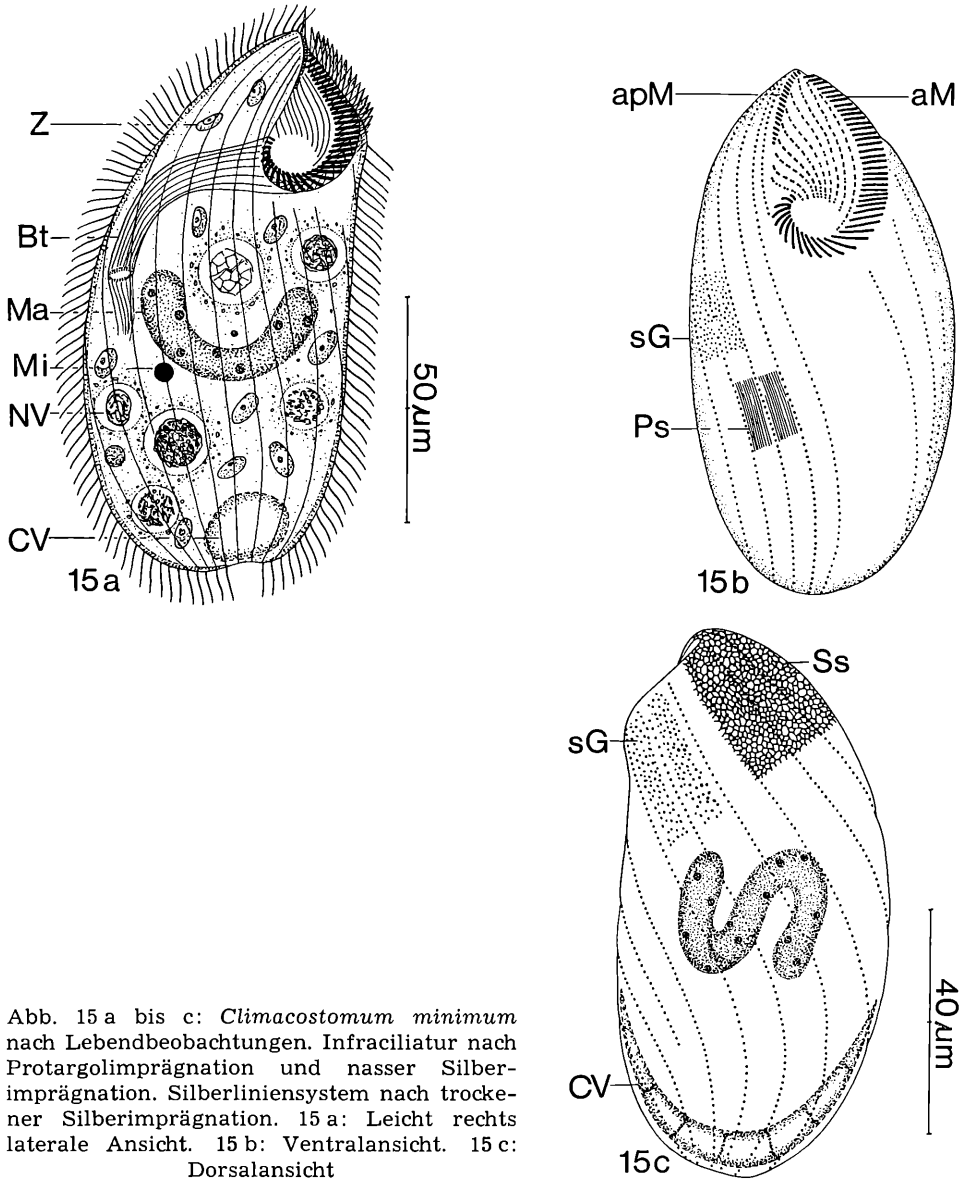 Z
Bt
Ma
Mi
NV
CV
15a
50 µm
apM
aM
sG
Ps
15b
Ss
sG
CV
15c
40 µm
Abb. 15 a bis c: Climacostomum minimum
nach Lebendbeobachtungen. Infraciliatur nach
Protargolimprägnation und nasser Silber-
imprägnation. Silberliniensystem nach trocke-
ner Silberimprägnation. 15 a: Leicht rechts
laterale Ansicht. 15 b: Ventralansicht. 15 c:
Dorsalansicht